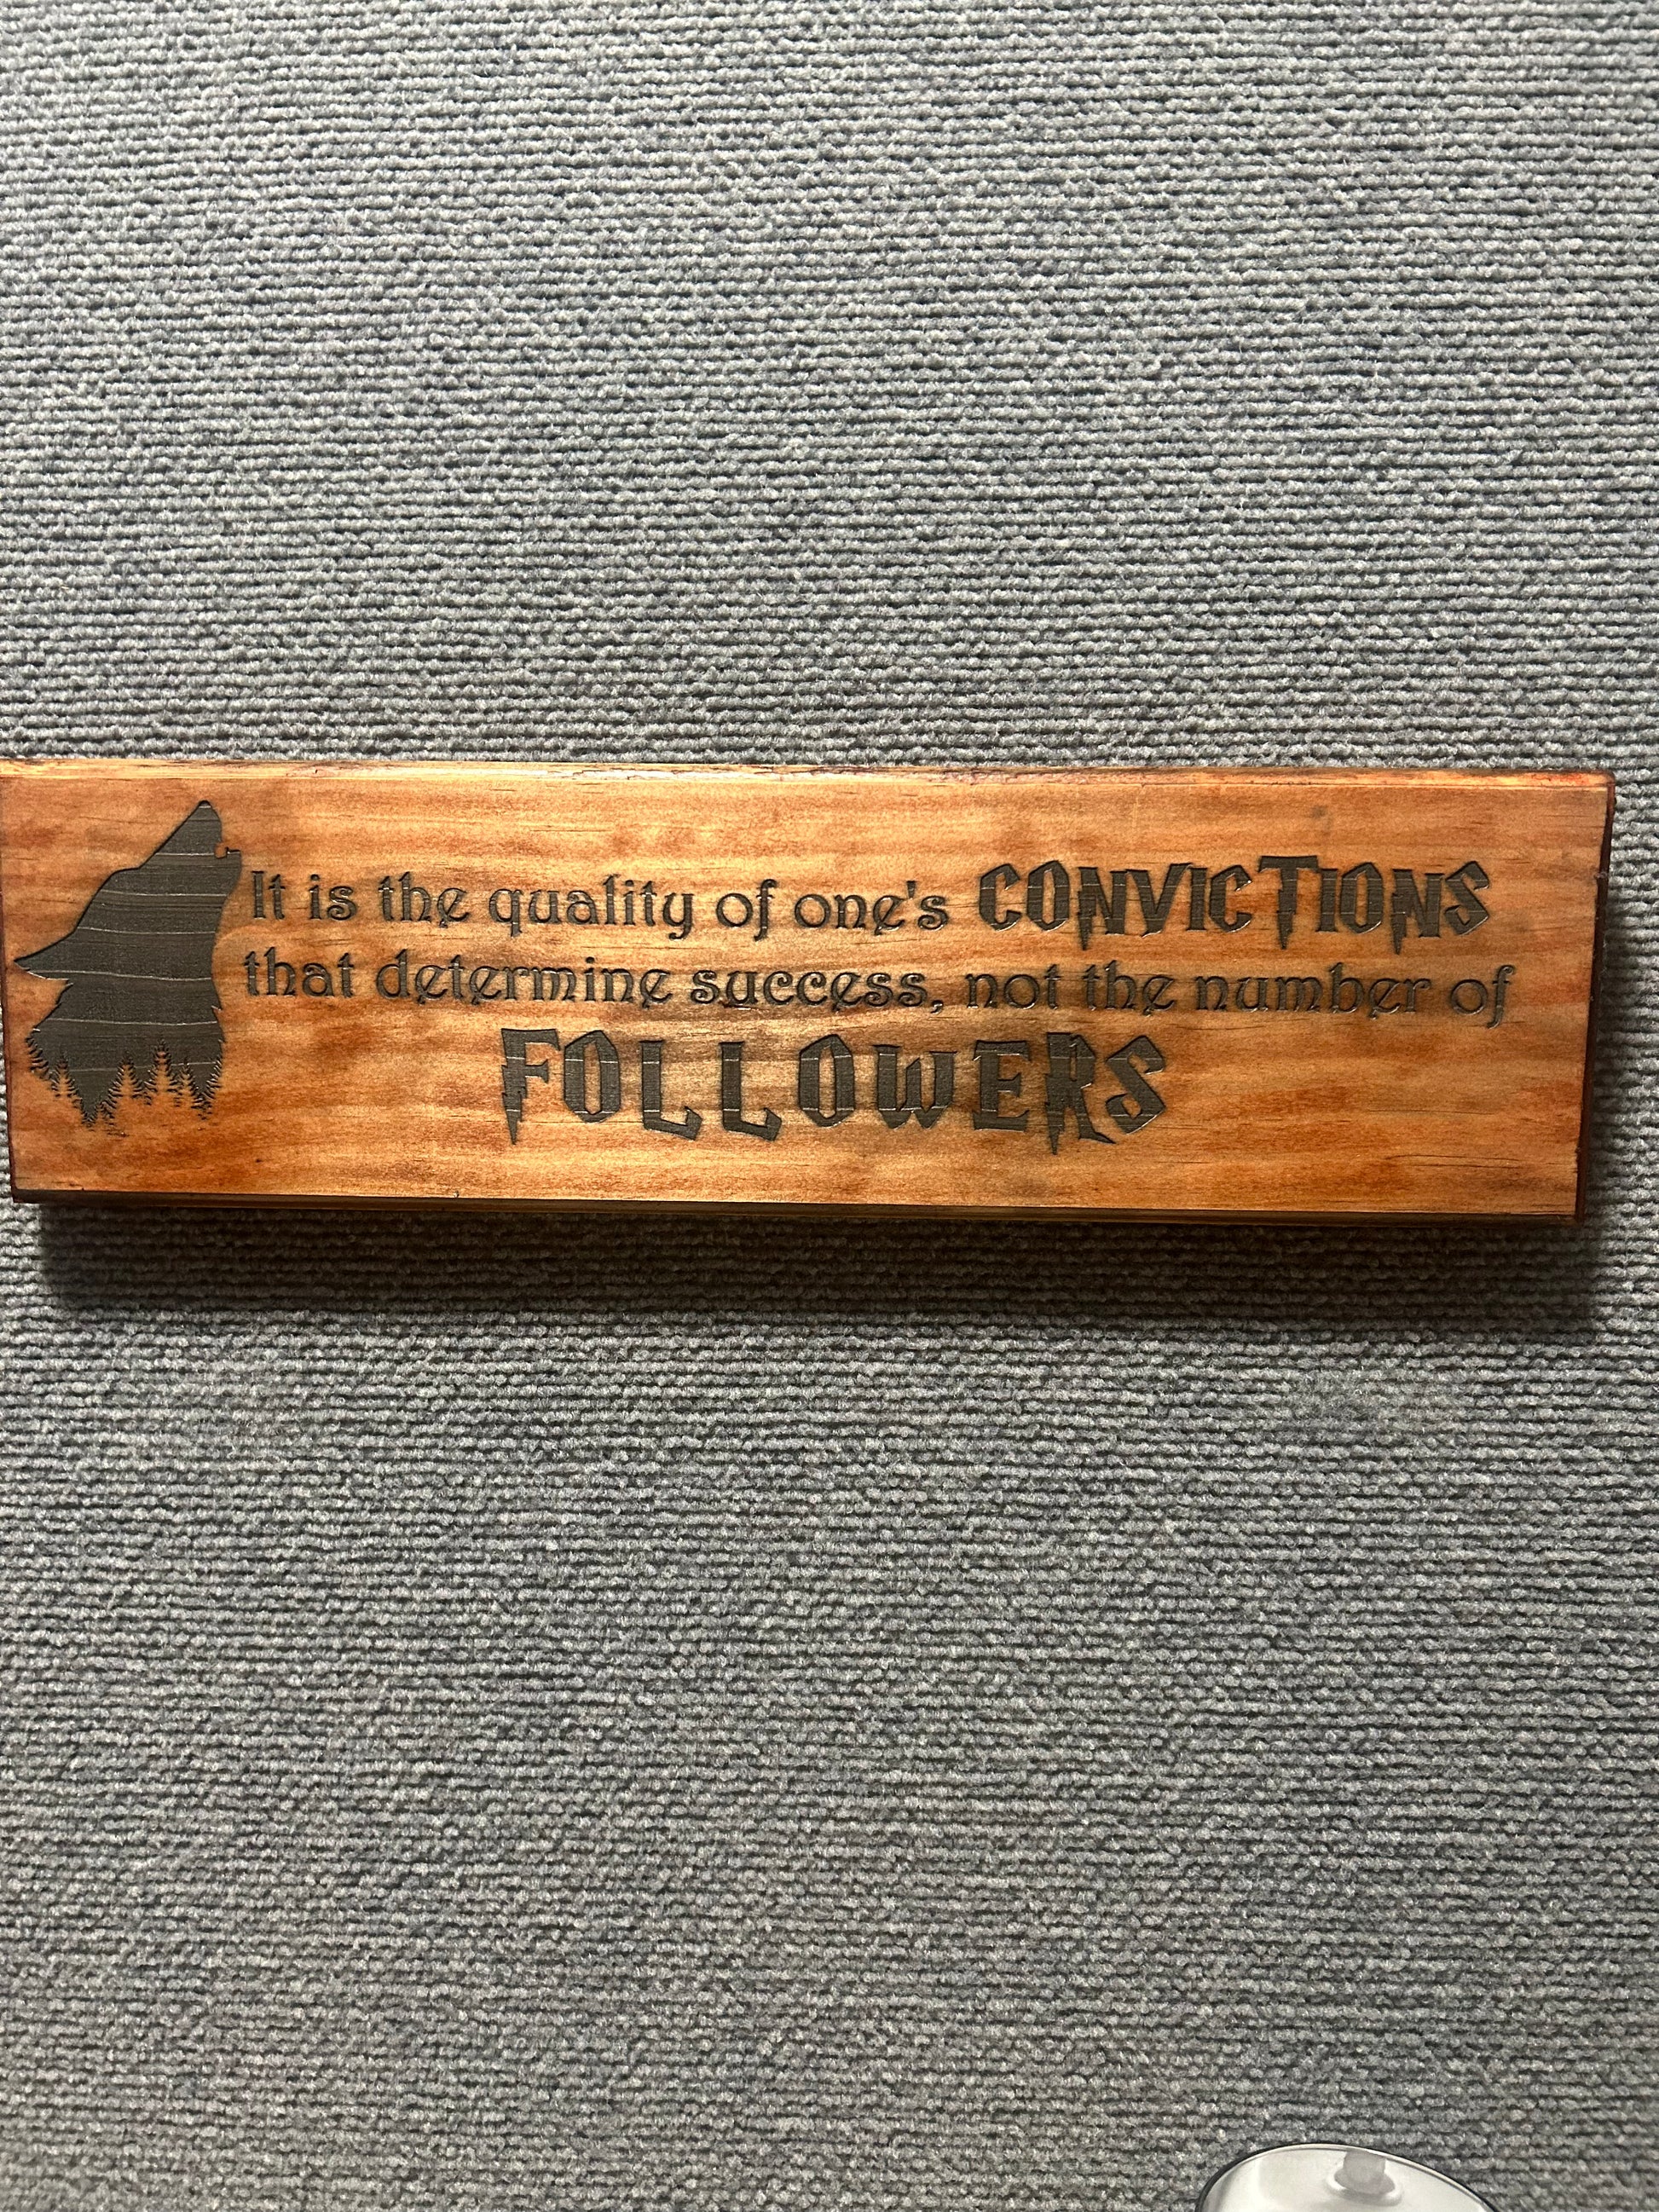 It is the quality of one's CONVICTIONS
that determine success, not the number of
FOLLOWERS